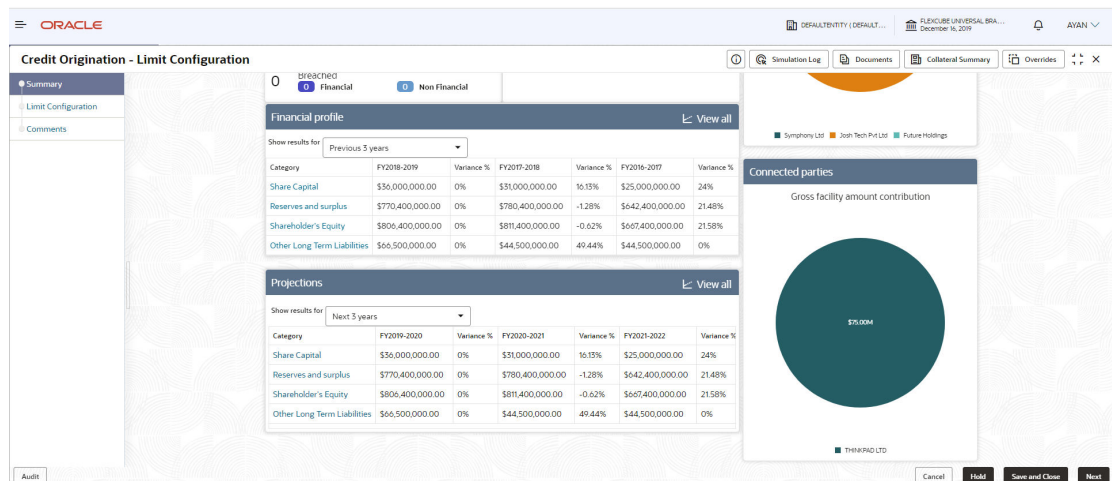 ORACLE
DEFAULTENTITY ( DEFAULT...
FLEXCUBE UNIVERSAL BRA...
December 16, 2019
AYAN
Credit Origination - Limit Configuration
Simulation Log
Documents
Collateral Summary
Overrides
Summary
Limit Configuration
Comments
0 Breached
0 Financial
0 Non Financial
Financial profile
View all
Show results for Previous 3 years
Category FY2018-2019 Variance % FY2017-2018 Variance % FY2016-2017 Variance %
Share Capital $36,000,000.00 0% $31,000,000.00 16.13% $25,000,000.00 24%
Reserves and surplus $770,400,000.00 0% $780,400,000.00 -1.28% $642,400,000.00 21.48%
Shareholder's Equity $806,400,000.00 0% $811,400,000.00 -0.62% $667,400,000.00 21.58%
Other Long Term Liabilities $66,500,000.00 0% $44,500,000.00 49.44% $44,500,000.00 0%
Projections
View all
Show results for Next 3 years
Category FY2019-2020 Variance % FY2020-2021 Variance % FY2021-2022 Variance %
Share Capital $36,000,000.00 0% $31,000,000.00 16.13% $25,000,000.00 24%
Reserves and surplus $770,400,000.00 0% $780,400,000.00 -1.28% $642,400,000.00 21.48%
Shareholder's Equity $806,400,000.00 0% $811,400,000.00 -0.62% $667,400,000.00 21.58%
Other Long Term Liabilities $66,500,000.00 0% $44,500,000.00 49.44% $44,500,000.00 0%
Symphony Ltd Josh Tech Pvt Ltd Future Holdings
Connected parties
Gross facility amount contribution
$75.00M
THINKPAD LTD
Audit
Cancel
Hold
Save and Close
Next